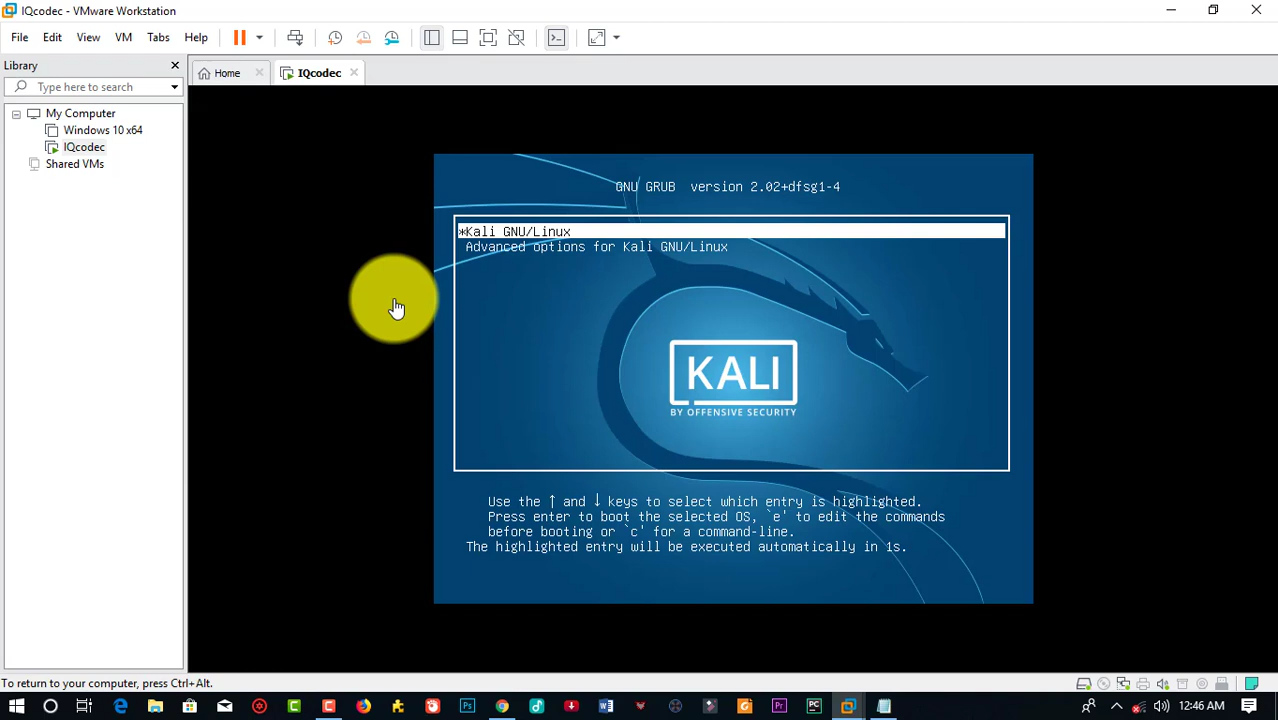 IQcodec - VMware Workstation
File Edit View VM Tabs Help
Library
Type here to search
My Computer
Windows 10 x64
IQcodec
Shared VMs
Home
IQcodec
GNU GRUB version 2.02+dfsg1-4
*Kali GNU/Linux
Advanced options for Kali GNU/Linux
KALI
BY OFFENSIVE SECURITY
Use the ↑ and ↓ keys to select which entry is highlighted.
Press enter to boot the selected OS, `e' to edit the commands
before booting or `c' for a command-line.
The highlighted entry will be executed automatically in 1s.
To return to your computer, press Ctrl+Alt.
Ps
W
Pr
PC
12:46 AM